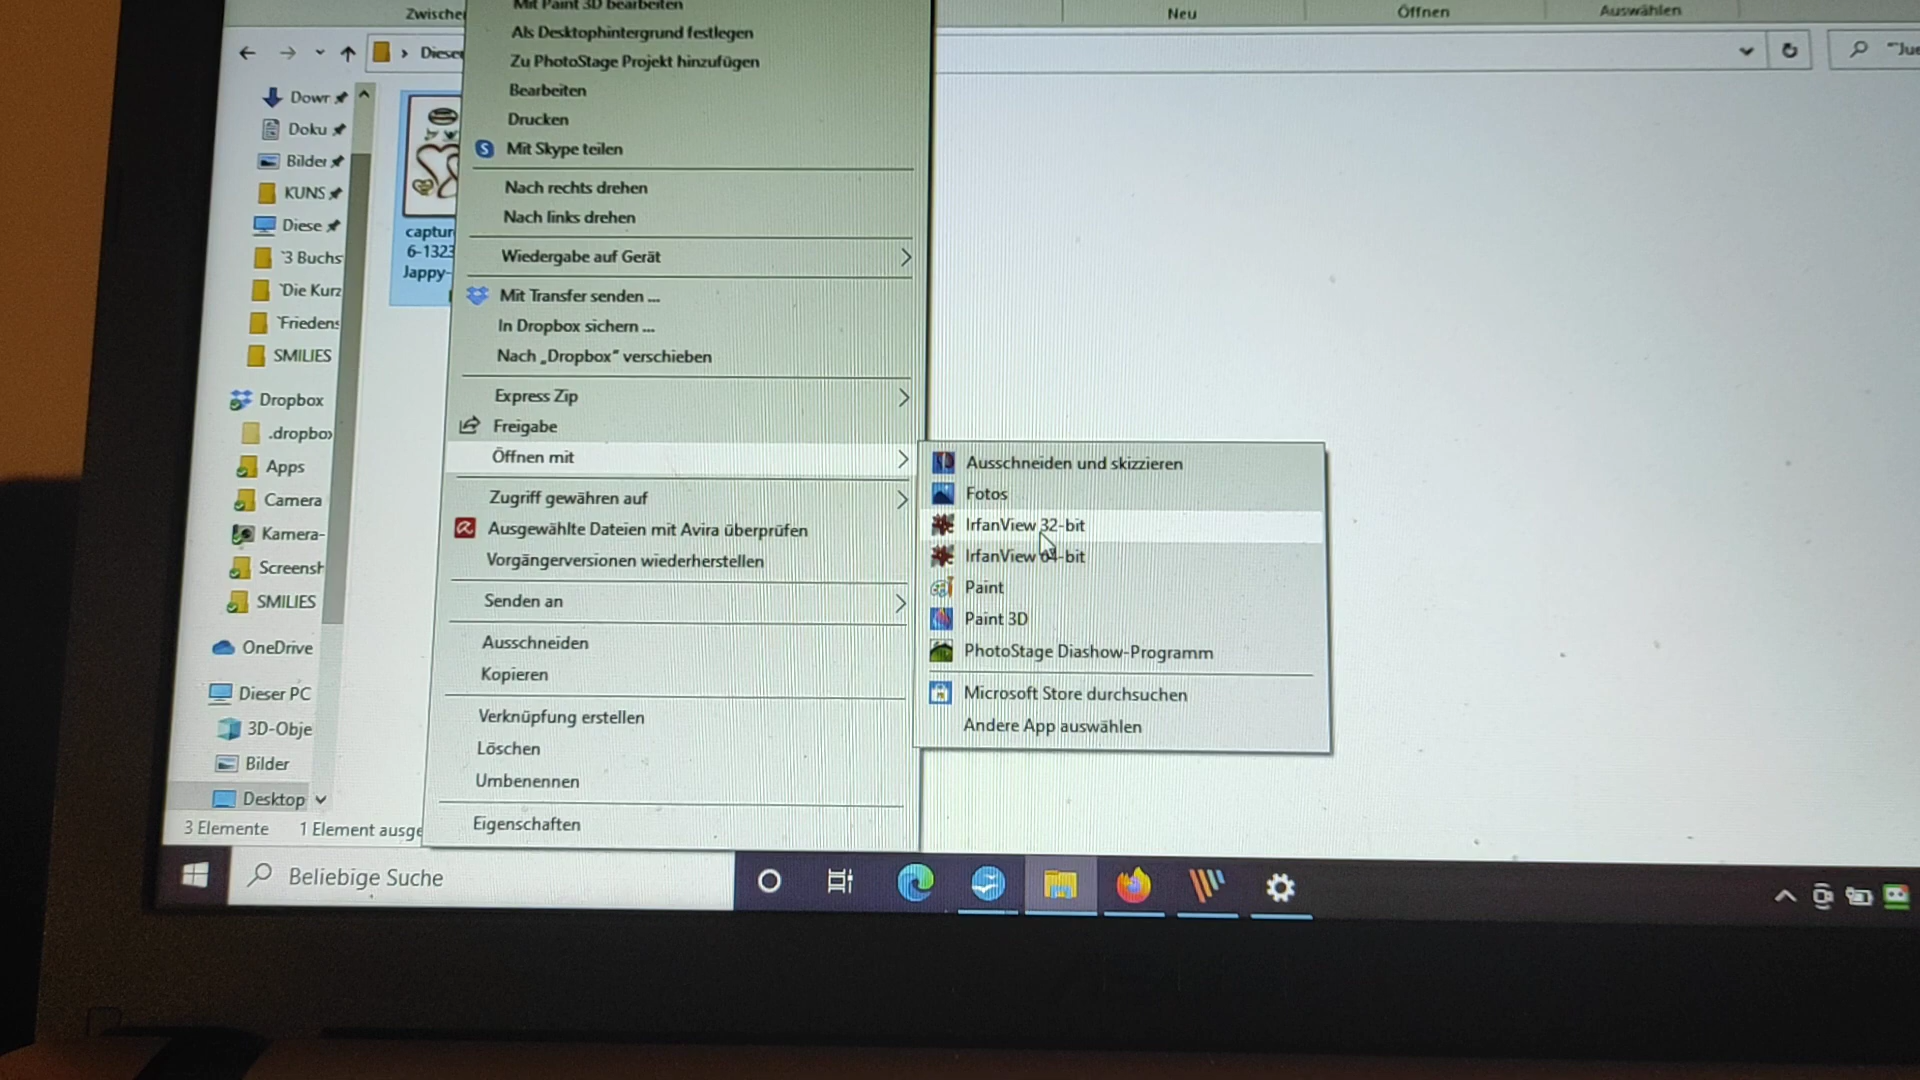 Mit Paint 3D bearbeiten
Neu
Öffnen
Auswählen
Als Desktophintergrund festlegen
Zu PhotoStage Projekt hinzufügen
Bearbeiten
Drucken
Mit Skype teilen
Nach rechts drehen
Nach links drehen
Wiedergabe auf Gerät
Mit Transfer senden ...
In Dropbox sichern ...
Nach „Dropbox" verschieben
Express Zip
Freigabe
Öffnen mit
Zugriff gewähren auf
Ausgewählte Dateien mit Avira überprüfen
Vorgängerversionen wiederherstellen
Senden an
Ausschneiden
Kopieren
Verknüpfung erstellen
Löschen
Umbenennen
Eigenschaften
Ausschneiden und skizzieren
Fotos
IrfanView 32-bit
IrfanView 64-bit
Paint
Paint 3D
PhotoStage Diashow-Programm
Microsoft Store durchsuchen
Andere App auswählen
Zwische
Diese
Dowr
Doku
Bilder
KUNS
Diese
`3 Buchs
`Die Kurz
`Friedens
SMILIES
Dropbox
.dropbo
Apps
Camera
Kamera-
Screensh
SMILIES
OneDrive
Dieser PC
3D-Obje
Bilder
Desktop
captur
6-1323
Jappy-
3 Elemente
1 Element ausge
Beliebige Suche